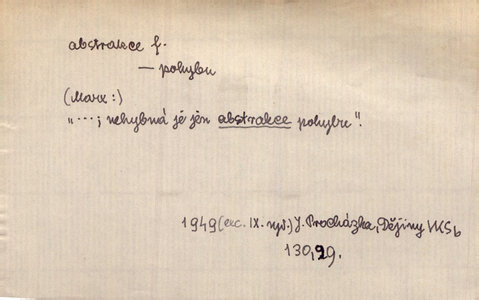 abstrakce f.
— pohybu
(Marx:)
"...; nehybná je jen abstrakce pohybu".
1949 (exc. IX. vyd.) J. Procházka, Dějiny VKSb
130,29.